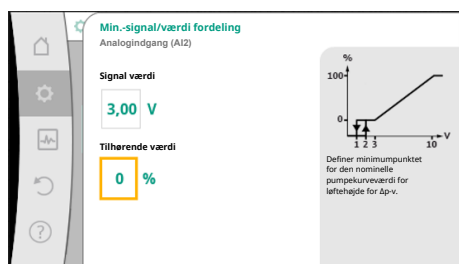 Min.-signal/værdi fordeling
Analogindgang (AI2)
Signal værdi
3,00 V
Tilhørende værdi
0 %
%
100
0
1 2 3 10 V
Definer minimumpunktet
for den nominelle
pumpekurveværdi for
løftehøjde for Δp-v.